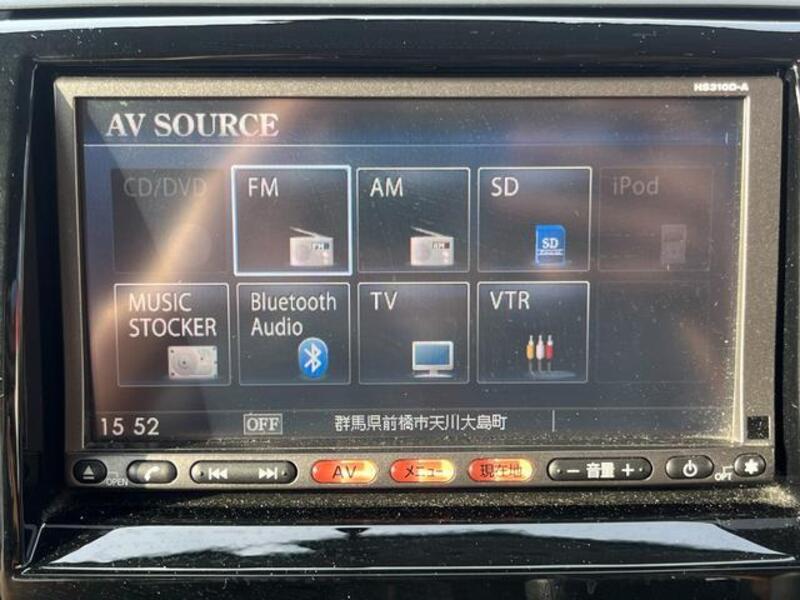 HS310D-A
AV SOURCE
CD/DVD
FM
AM
SD
iPod
FM
AM
SD
MUSIC
STOCKER
Bluetooth
Audio
TV
VTR
15 52
OFF
群馬県前橋市天川大島町
OPEN
AV
メニュー
現在地
− 音量 +
OPT